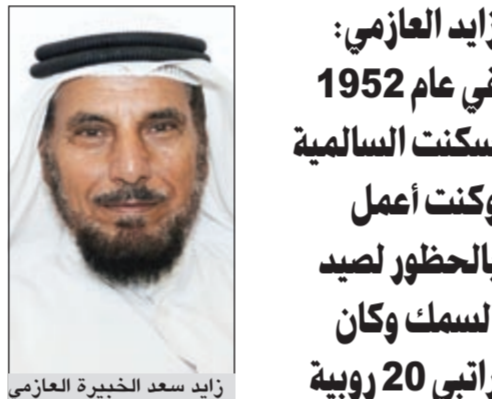 زايد العازمي:
في عام 1952
سكنت السالمية
وكنت أعمل
بالحظور لصيد
السمك وكان
راتبي 20 روبية
زايد سعد الخبيرة العازمي